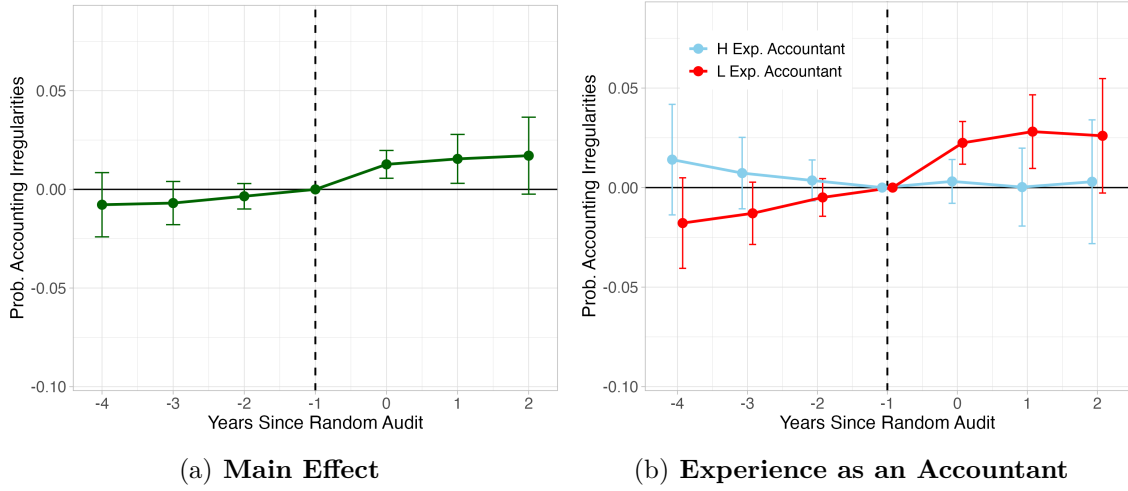 Prob. Accounting Irregularities
0.05
0.00
-0.05
-0.10
-4 -3 -2 -1 0 1 2
Years Since Random Audit
(a) Main Effect
Prob. Accounting Irregularities
H Exp. Accountant
L Exp. Accountant
0.05
0.00
-0.05
-0.10
-4 -3 -2 -1 0 1 2
Years Since Random Audit
(b) Experience as an Accountant